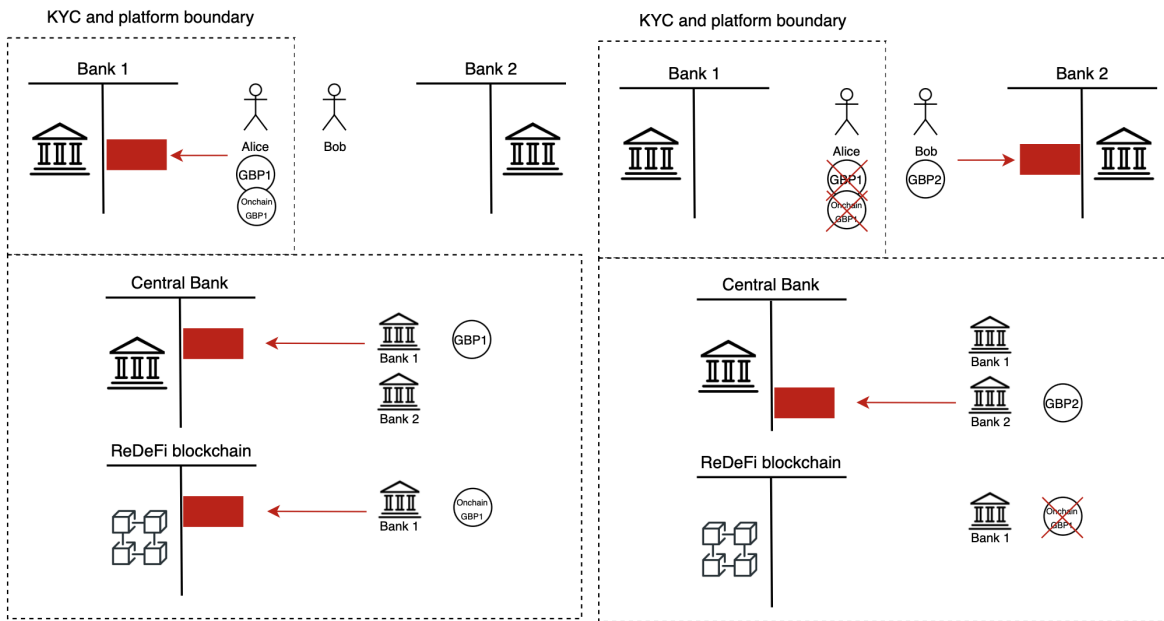 KYC and platform boundary
Bank 1
Bank 2
Alice
Bob
GBP1
Onchain
GBP1
Central Bank
Bank 1
GBP1
Bank 2
ReDeFi blockchain
Bank 1
Onchain
GBP1
KYC and platform boundary
Bank 1
Bank 2
Alice
Bob
GBP1
GBP2
Onchain
GBP1
Central Bank
Bank 1
Bank 2
GBP2
ReDeFi blockchain
Bank 1
Onchain
GBP1